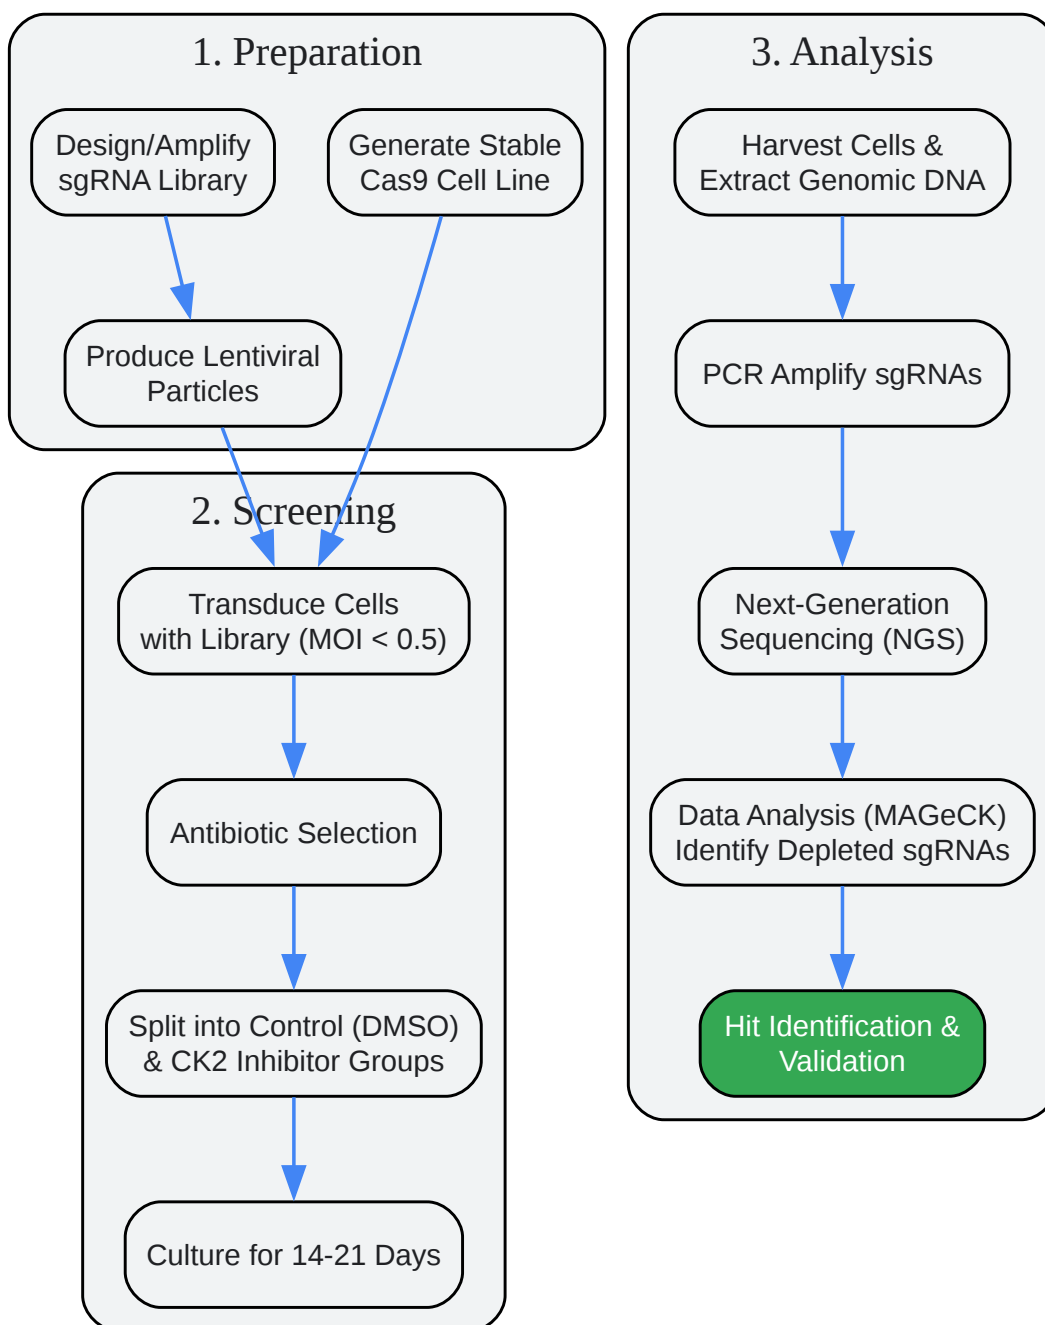 1. Preparation
Design/Amplify
sgRNA Library
Generate Stable
Cas9 Cell Line
Produce Lentiviral
Particles
2. Screening
Transduce Cells
with Library (MOI < 0.5)
Antibiotic Selection
Split into Control (DMSO)
& CK2 Inhibitor Groups
Culture for 14-21 Days
3. Analysis
Harvest Cells &
Extract Genomic DNA
PCR Amplify sgRNAs
Next-Generation
Sequencing (NGS)
Data Analysis (MAGeCK)
Identify Depleted sgRNAs
Hit Identification &
Validation